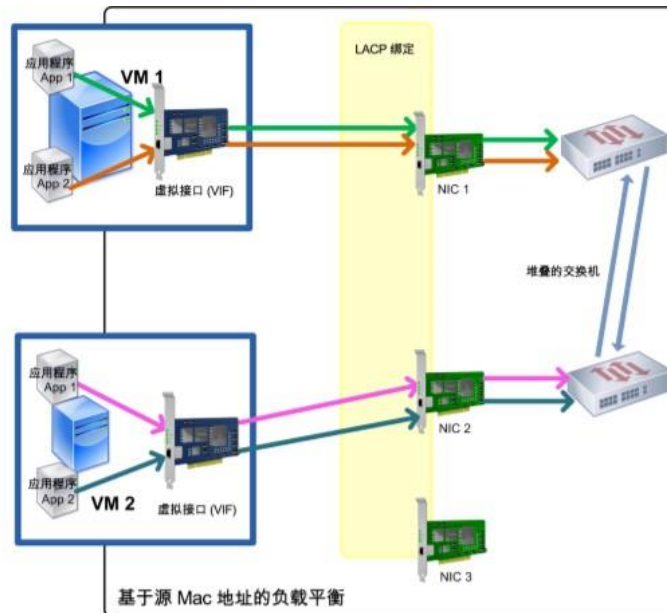 LACP 绑定
应用程序
App 1
VM 1
应用程序
App 2
虚拟接口 (VIF)
NIC 1
堆叠的交换机
应用程序
App 1
应用程序
App 2
VM 2
虚拟接口 (VIF)
NIC 2
NIC 3
基于源 Mac 地址的负载平衡